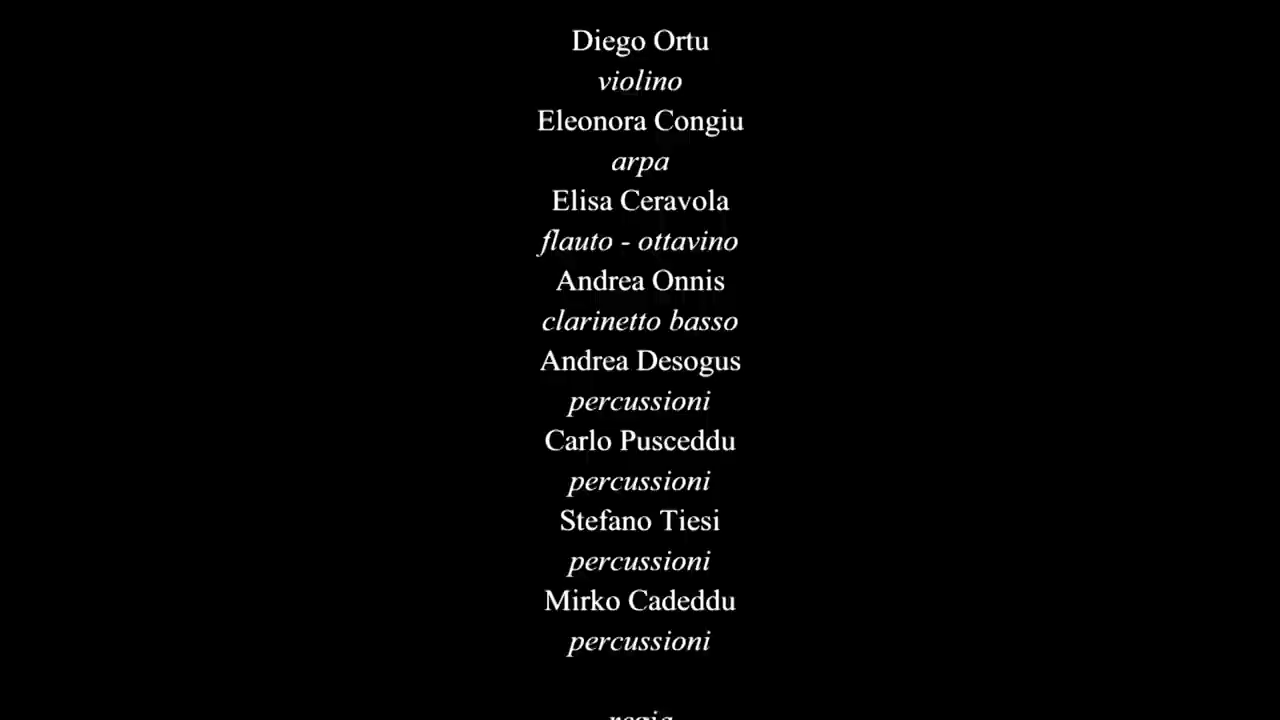 Diego Ortu
violino
Eleonora Congiu
arpa
Elisa Ceravola
flauto - ottavino
Andrea Onnis
clarinetto basso
Andrea Desogus
percussioni
Carlo Pusceddu
percussioni
Stefano Tiesi
percussioni
Mirko Cadeddu
percussioni
regia